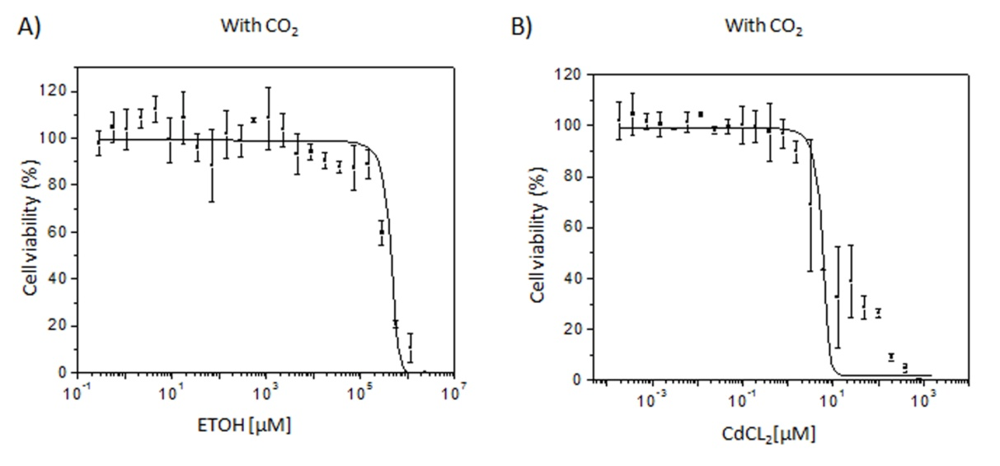 A)
With CO₂
Cell viability (%)
120
100
80
60
40
20
0
10⁻¹
10¹
10³
10⁵
10⁷
ETOH [µM]
B)
With CO₂
Cell viability (%)
120
100
80
60
40
20
0
10⁻³
10⁻¹
10¹
10³
CdCL₂[µM]